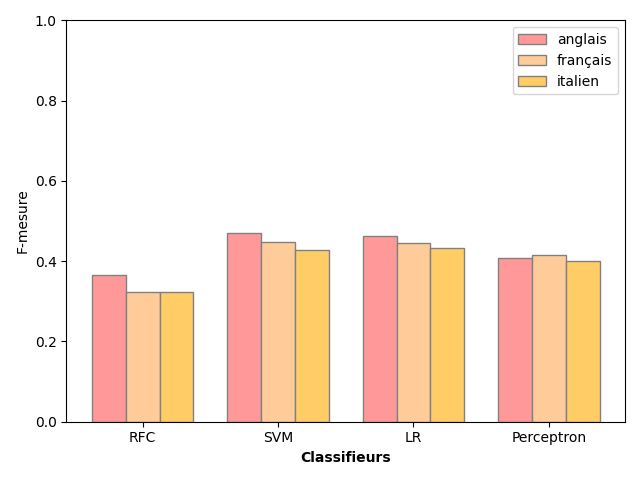 1.0
0.8
0.6
0.4
0.2
0.0
F-mesure
anglais
français
italien
RFC SVM LR Perceptron
Classifieurs